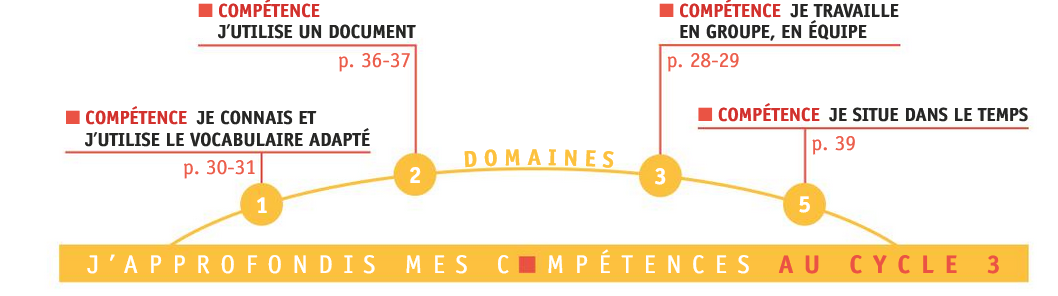 COMPÉTENCE
J'UTILISE UN DOCUMENT
p. 36-37
COMPÉTENCE JE TRAVAILLE
EN GROUPE, EN ÉQUIPE
p. 28-29
COMPÉTENCE JE CONNAIS ET
J'UTILISE LE VOCABULAIRE ADAPTÉ
p. 30-31
COMPÉTENCE JE SITUE DANS LE TEMPS
p. 39
DOMAINES
1
2
3
5
J'APPROFONDIS MES C■MPÉTENCES AU CYCLE 3